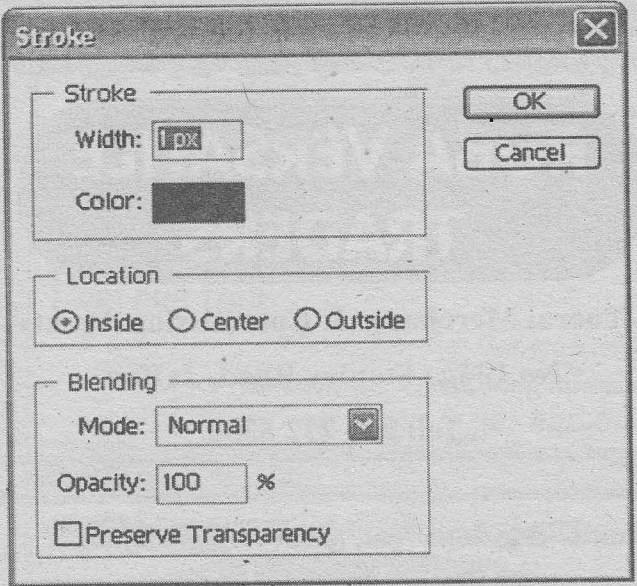 Stroke
Stroke
Width: 1 px
Color:
OK
Cancel
Location
Inside Center Outside
Blending
Mode: Normal
Opacity: 100 %
Preserve Transparency